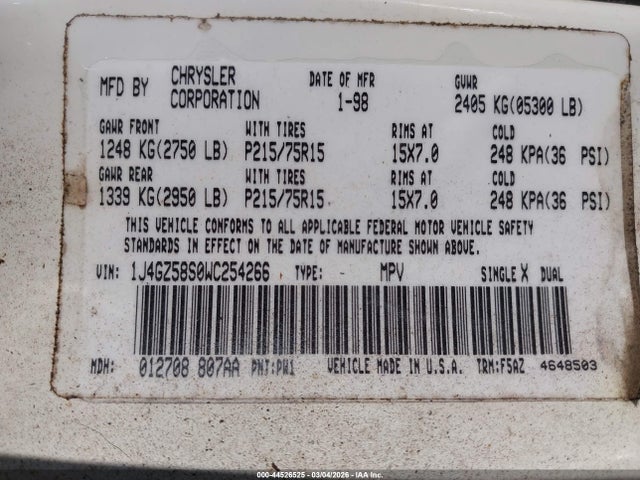 MFD BY CHRYSLER CORPORATION DATE OF MFR 1-98 GVWR 2405 KG(05300 LB)
GAWR FRONT WITH TIRES RIMS AT COLD
1248 KG(2750 LB) P215/75R15 15X7.0 248 KPA(36 PSI)
GAWR REAR WITH TIRES RIMS AT COLD
1339 KG(2950 LB) P215/75R15 15X7.0 248 KPA(36 PSI)
THIS VEHICLE CONFORMS TO ALL APPLICABLE FEDERAL MOTOR VEHICLE SAFETY
STANDARDS IN EFFECT ON THE DATE OF MANUFACTURE SHOWN ABOVE.
VIN: 1J4GZ58S0WC254266 TYPE: MPV SINGLE X DUAL
MDH: 012708 807AA PNT:PW1 VEHICLE MADE IN U.S.A. TRM:F5AZ 4648503
000-44526525 - 03/04/2026 - IAA Inc.